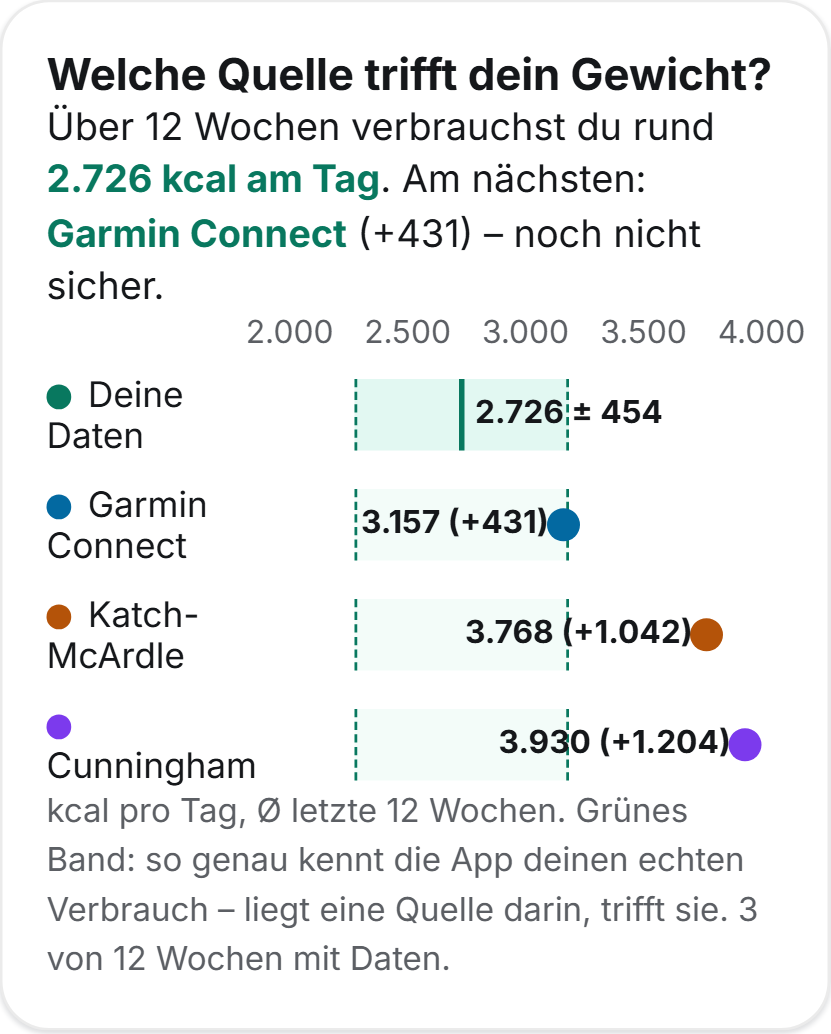 Welche Quelle trifft dein Gewicht?
Über 12 Wochen verbrauchst du rund
2.726 kcal am Tag. Am nächsten:
Garmin Connect (+431) – noch nicht
sicher.
2.000 2.500 3.000 3.500 4.000
Deine
Daten
2.726 ± 454
Garmin
Connect
3.157 (+431)
Katch-
McArdle
3.768 (+1.042)
Cunningham
3.930 (+1.204)
kcal pro Tag, Ø letzte 12 Wochen. Grünes
Band: so genau kennt die App deinen echten
Verbrauch – liegt eine Quelle darin, trifft sie. 3
von 12 Wochen mit Daten.